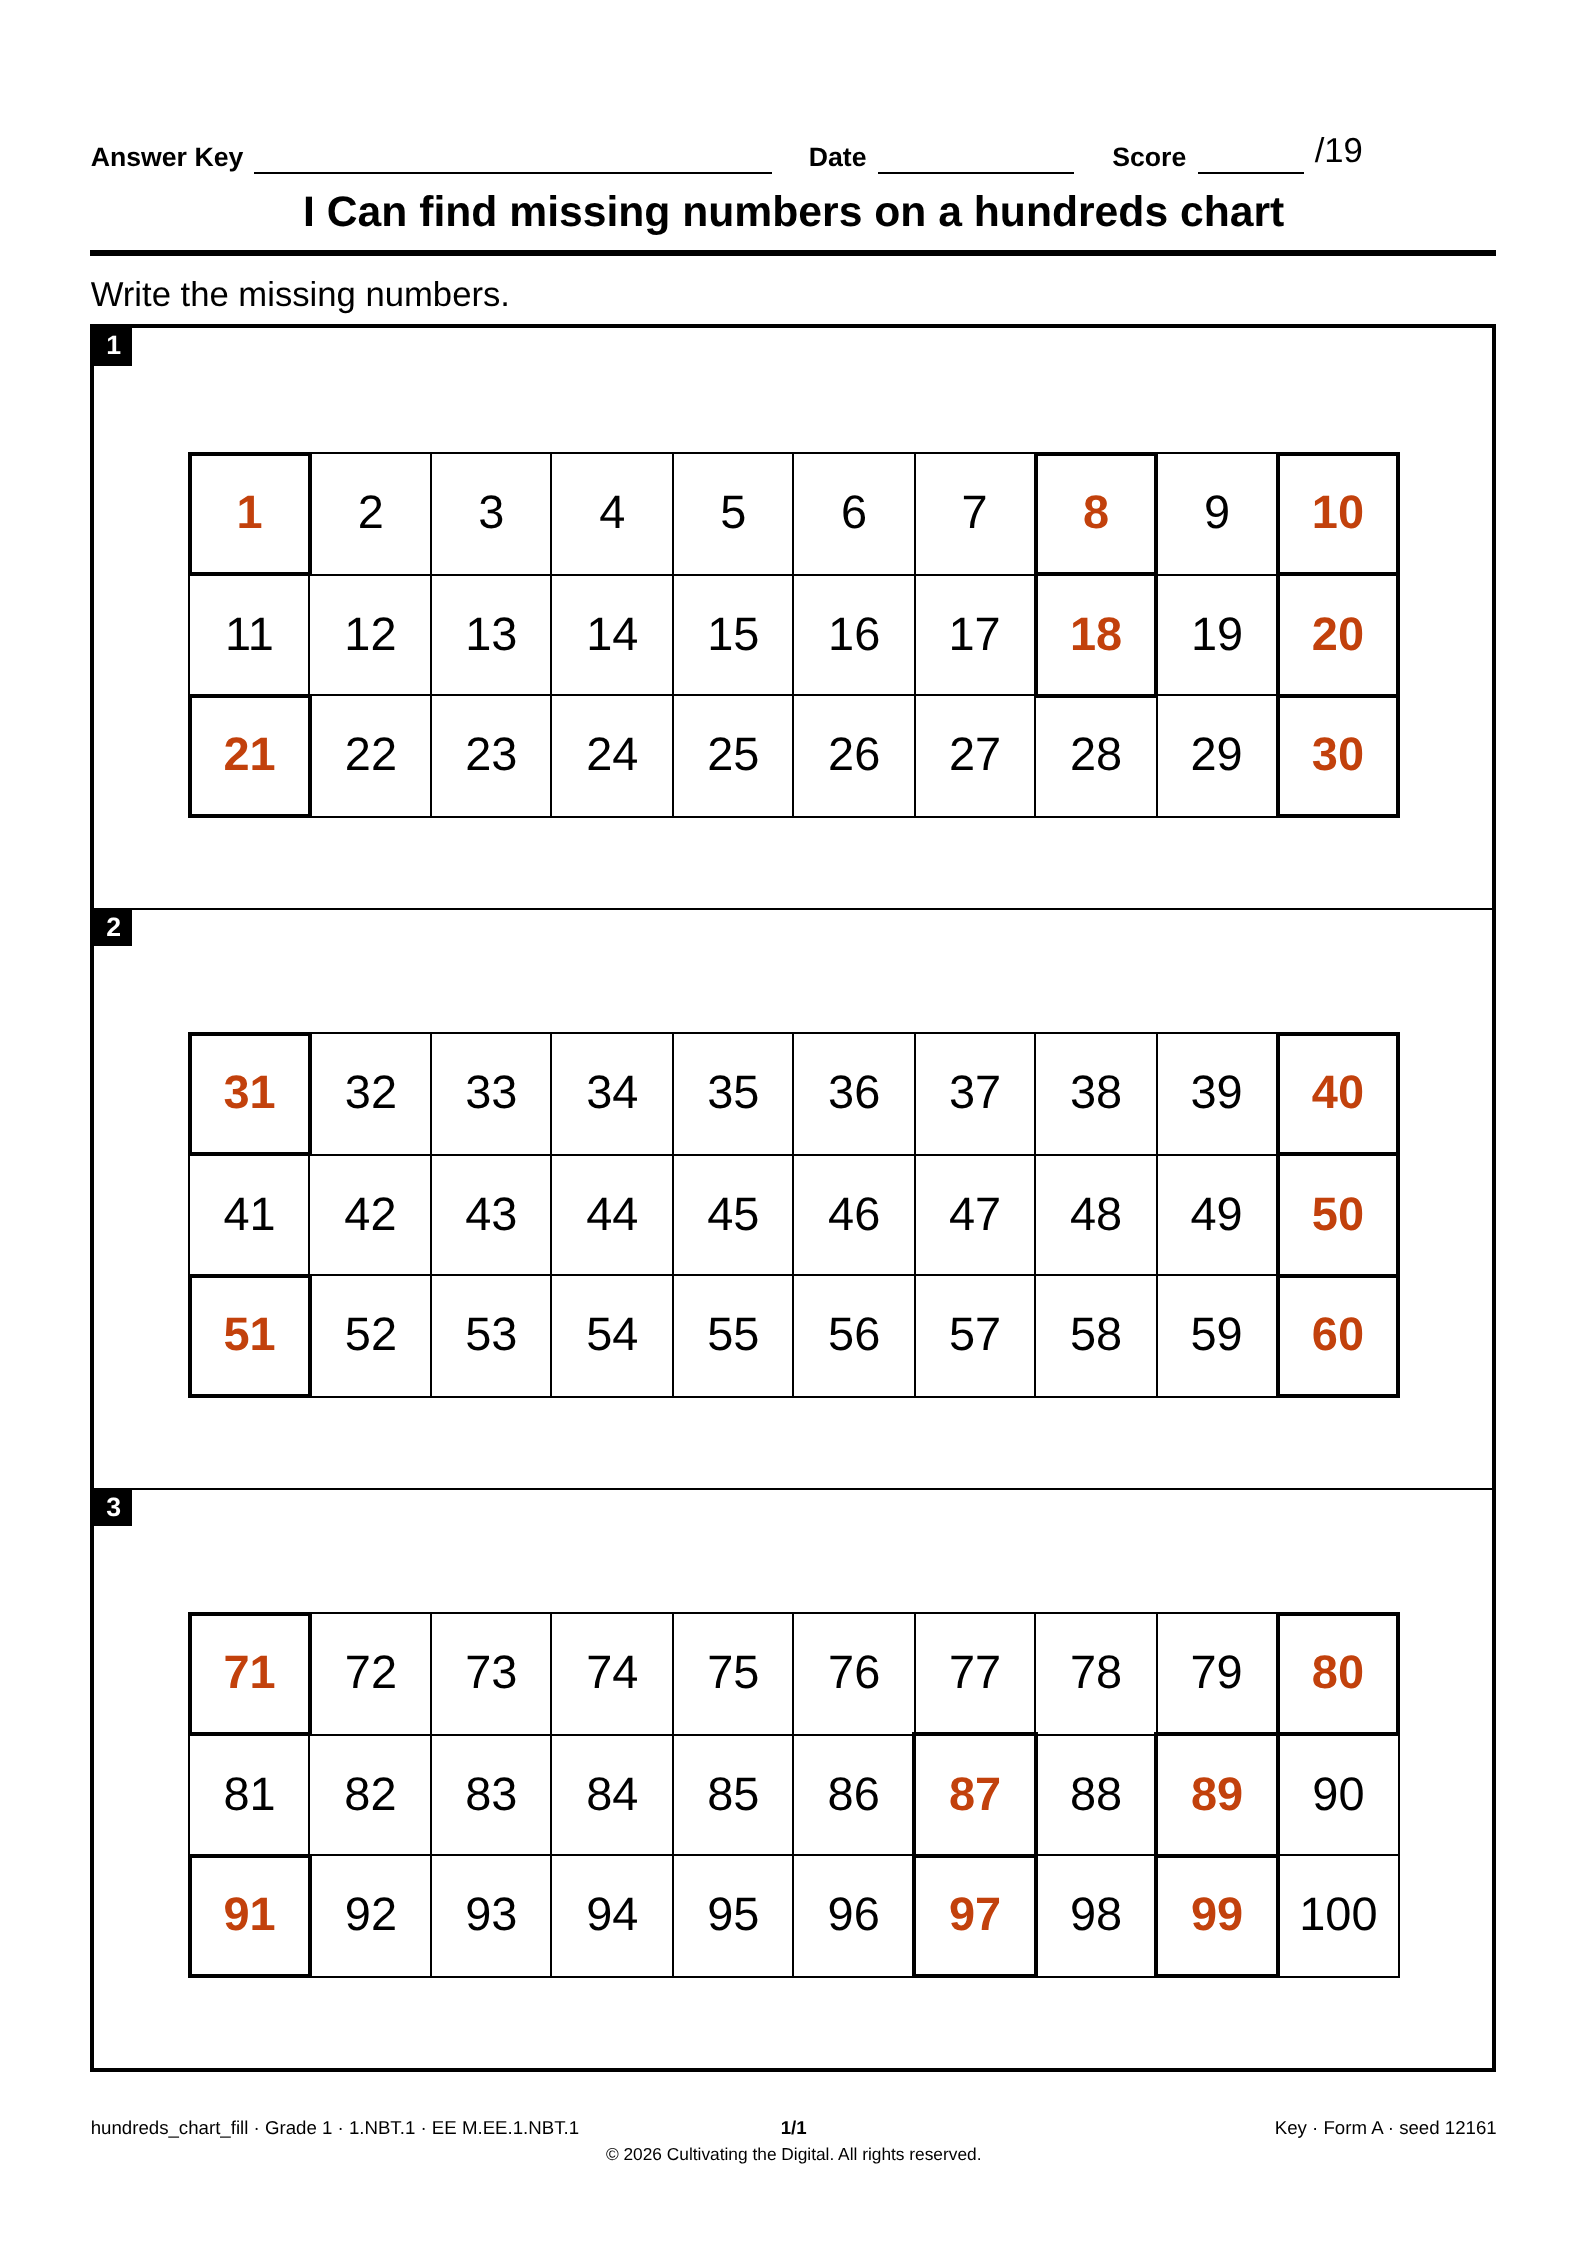 Answer Key Date Score /19
I Can find missing numbers on a hundreds chart
Write the missing numbers.
1
1 2 3 4 5 6 7 8 9 10
11 12 13 14 15 16 17 18 19 20
21 22 23 24 25 26 27 28 29 30
2
31 32 33 34 35 36 37 38 39 40
41 42 43 44 45 46 47 48 49 50
51 52 53 54 55 56 57 58 59 60
3
71 72 73 74 75 76 77 78 79 80
81 82 83 84 85 86 87 88 89 90
91 92 93 94 95 96 97 98 99 100
hundreds_chart_fill · Grade 1 · 1.NBT.1 · EE M.EE.1.NBT.1 1/1 Key · Form A · seed 12161
© 2026 Cultivating the Digital. All rights reserved.